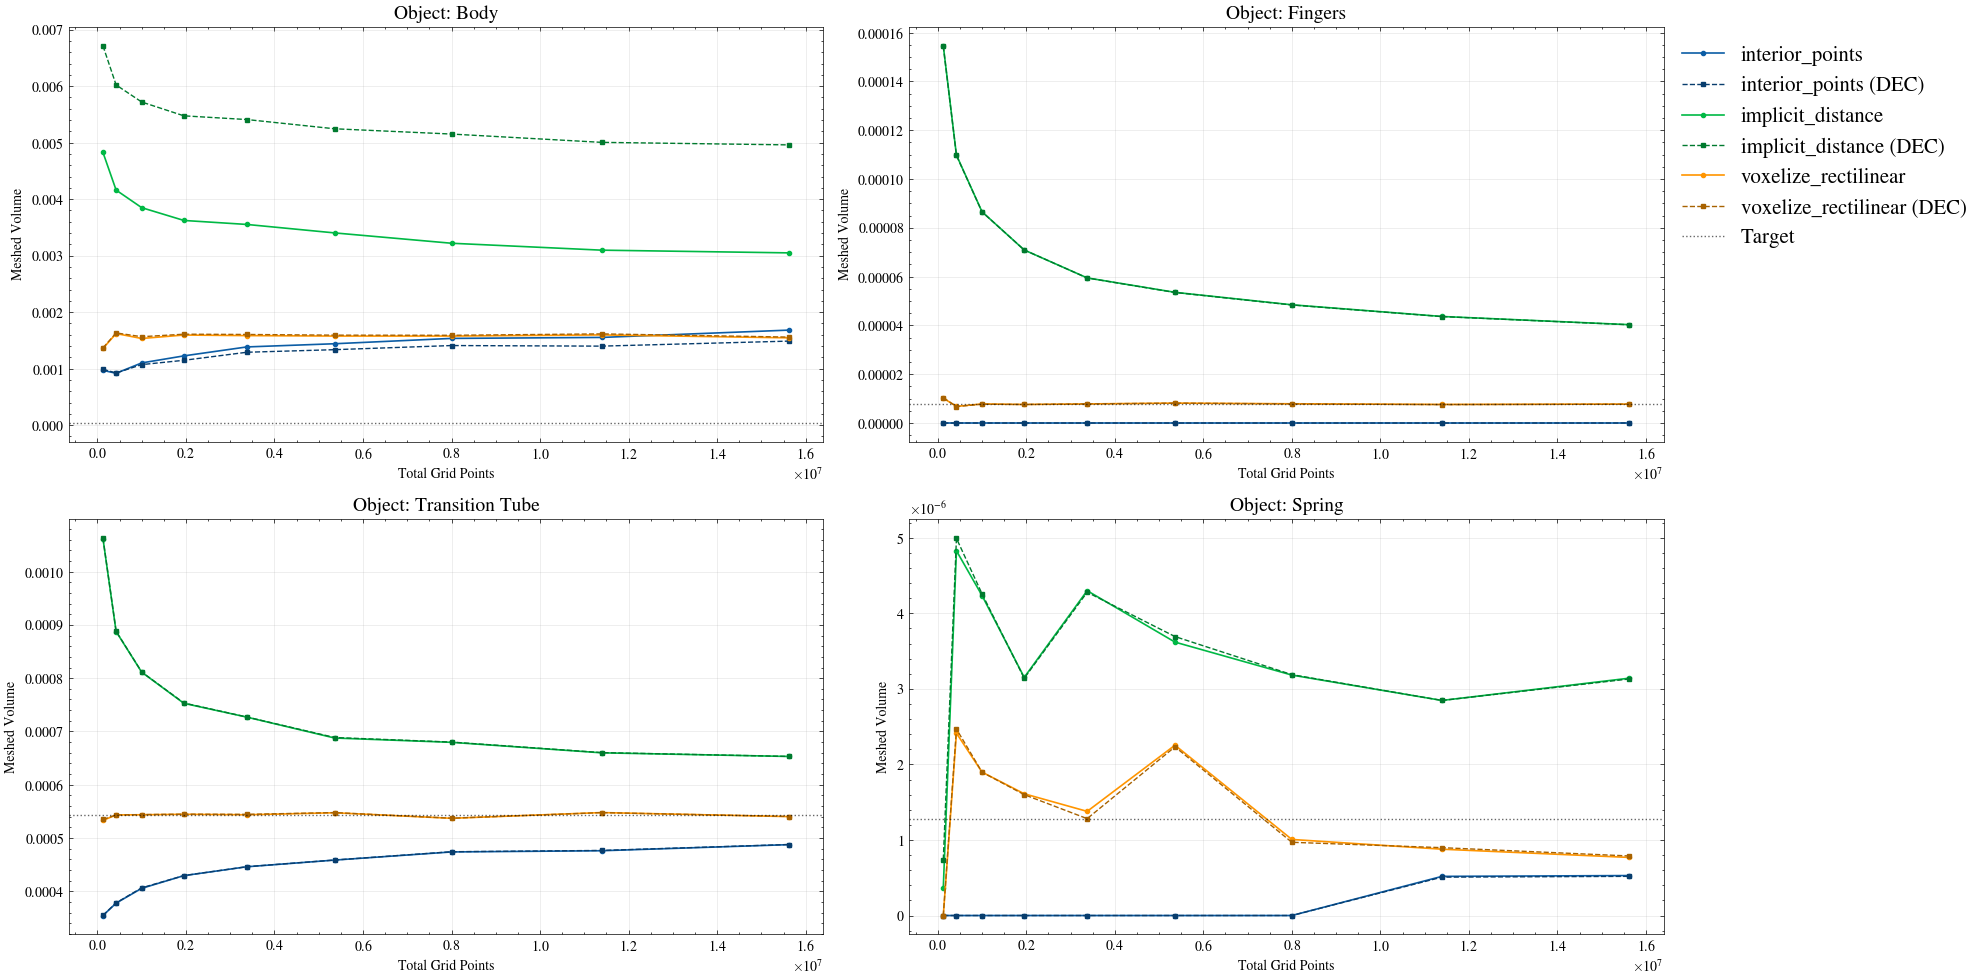 Object: Body
0.007
0.006
0.005
0.004
0.003
0.002
0.001
0.000
Meshed Volume
0.0 0.2 0.4 0.6 0.8 1.0 1.2 1.4 1.6
Total Grid Points
×10⁷
Object: Fingers
0.00016
0.00014
0.00012
0.00010
0.00008
0.00006
0.00004
0.00002
0.00000
Meshed Volume
0.0 0.2 0.4 0.6 0.8 1.0 1.2 1.4 1.6
Total Grid Points
×10⁷
interior_points
interior_points (DEC)
implicit_distance
implicit_distance (DEC)
voxelize_rectilinear
voxelize_rectilinear (DEC)
Target
Object: Transition Tube
0.0010
0.0009
0.0008
0.0007
0.0006
0.0005
0.0004
Meshed Volume
0.0 0.2 0.4 0.6 0.8 1.0 1.2 1.4 1.6
Total Grid Points
×10⁷
Object: Spring
×10⁻⁶
5
4
3
2
1
0
Meshed Volume
0.0 0.2 0.4 0.6 0.8 1.0 1.2 1.4 1.6
Total Grid Points
×10⁷